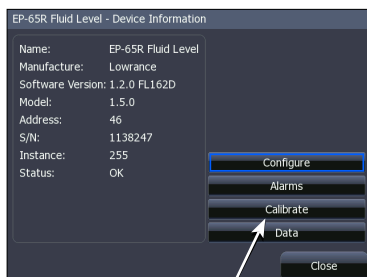 EP-65R Fluid Level - Device Information
Name: EP-65R Fluid Level
Manufacture: Lowrance
Software Version: 1.2.0 FL162D
Model: 1.5.0
Address: 46
S/N: 1138247
Instance: 255
Status: OK
Configure
Alarms
Calibrate
Data
Close